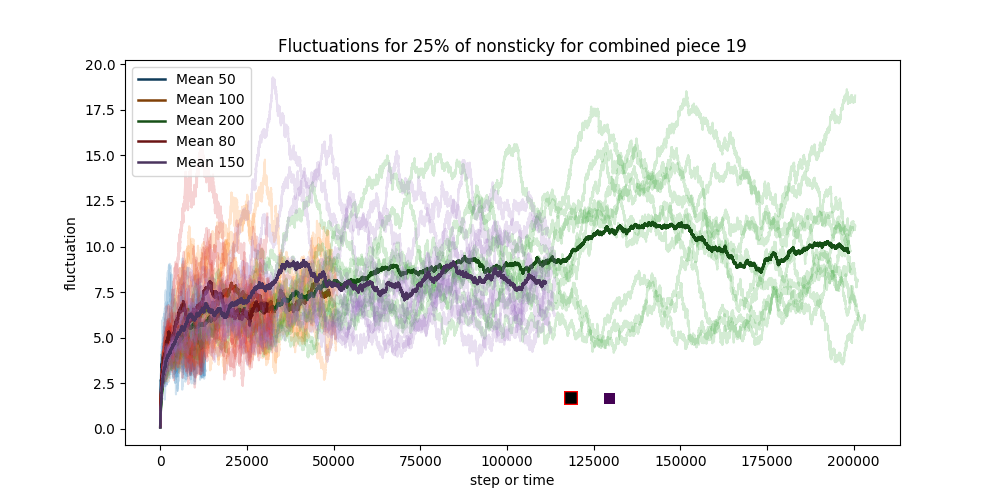 Fluctuations for 25% of nonsticky for combined piece 19
20.0
17.5
15.0
12.5
10.0
7.5
5.0
2.5
0.0
fluctuation
Mean 50
Mean 100
Mean 200
Mean 80
Mean 150
0 25000 50000 75000 100000 125000 150000 175000 200000
step or time